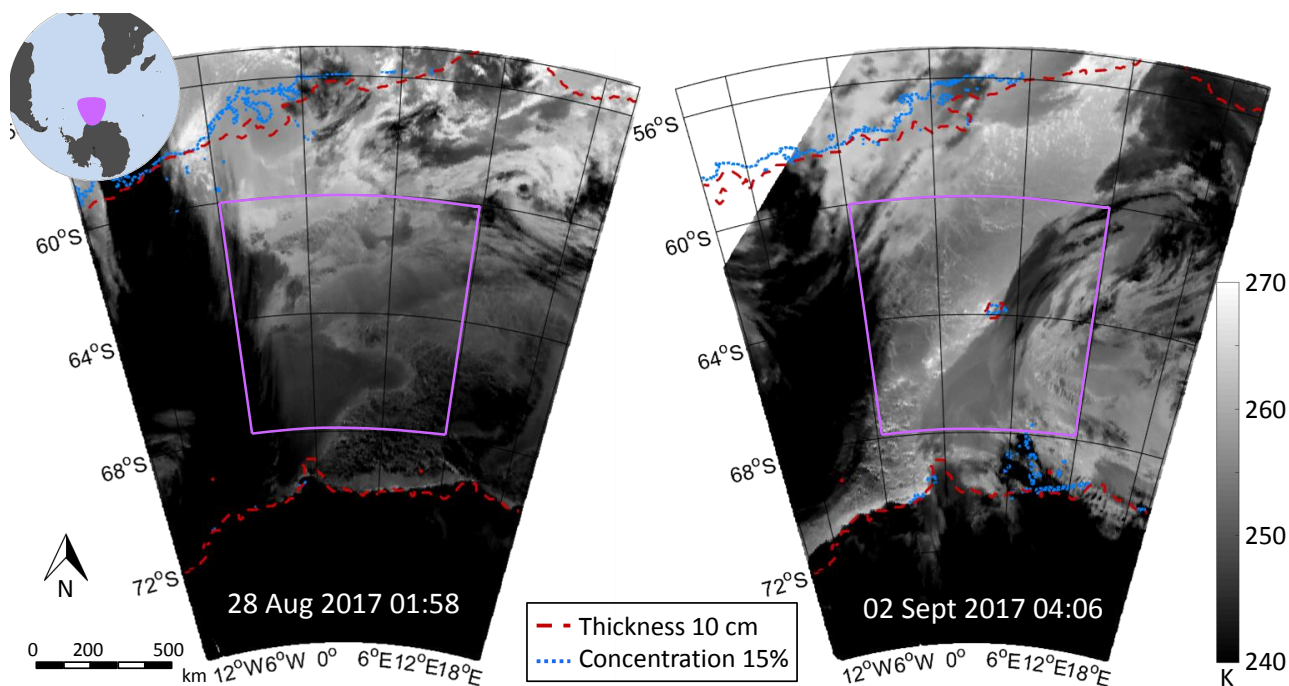 56°S
60°S
60°S
64°S
64°S
68°S
68°S
72°S
72°S
270
260
250
240
K
N
28 Aug 2017 01:58
02 Sept 2017 04:06
Thickness 10 cm
Concentration 15%
0 200 500
km
12°W 6°W 0° 6°E 12°E 18°E
12°W 6°W 0° 6°E 12°E 18°E